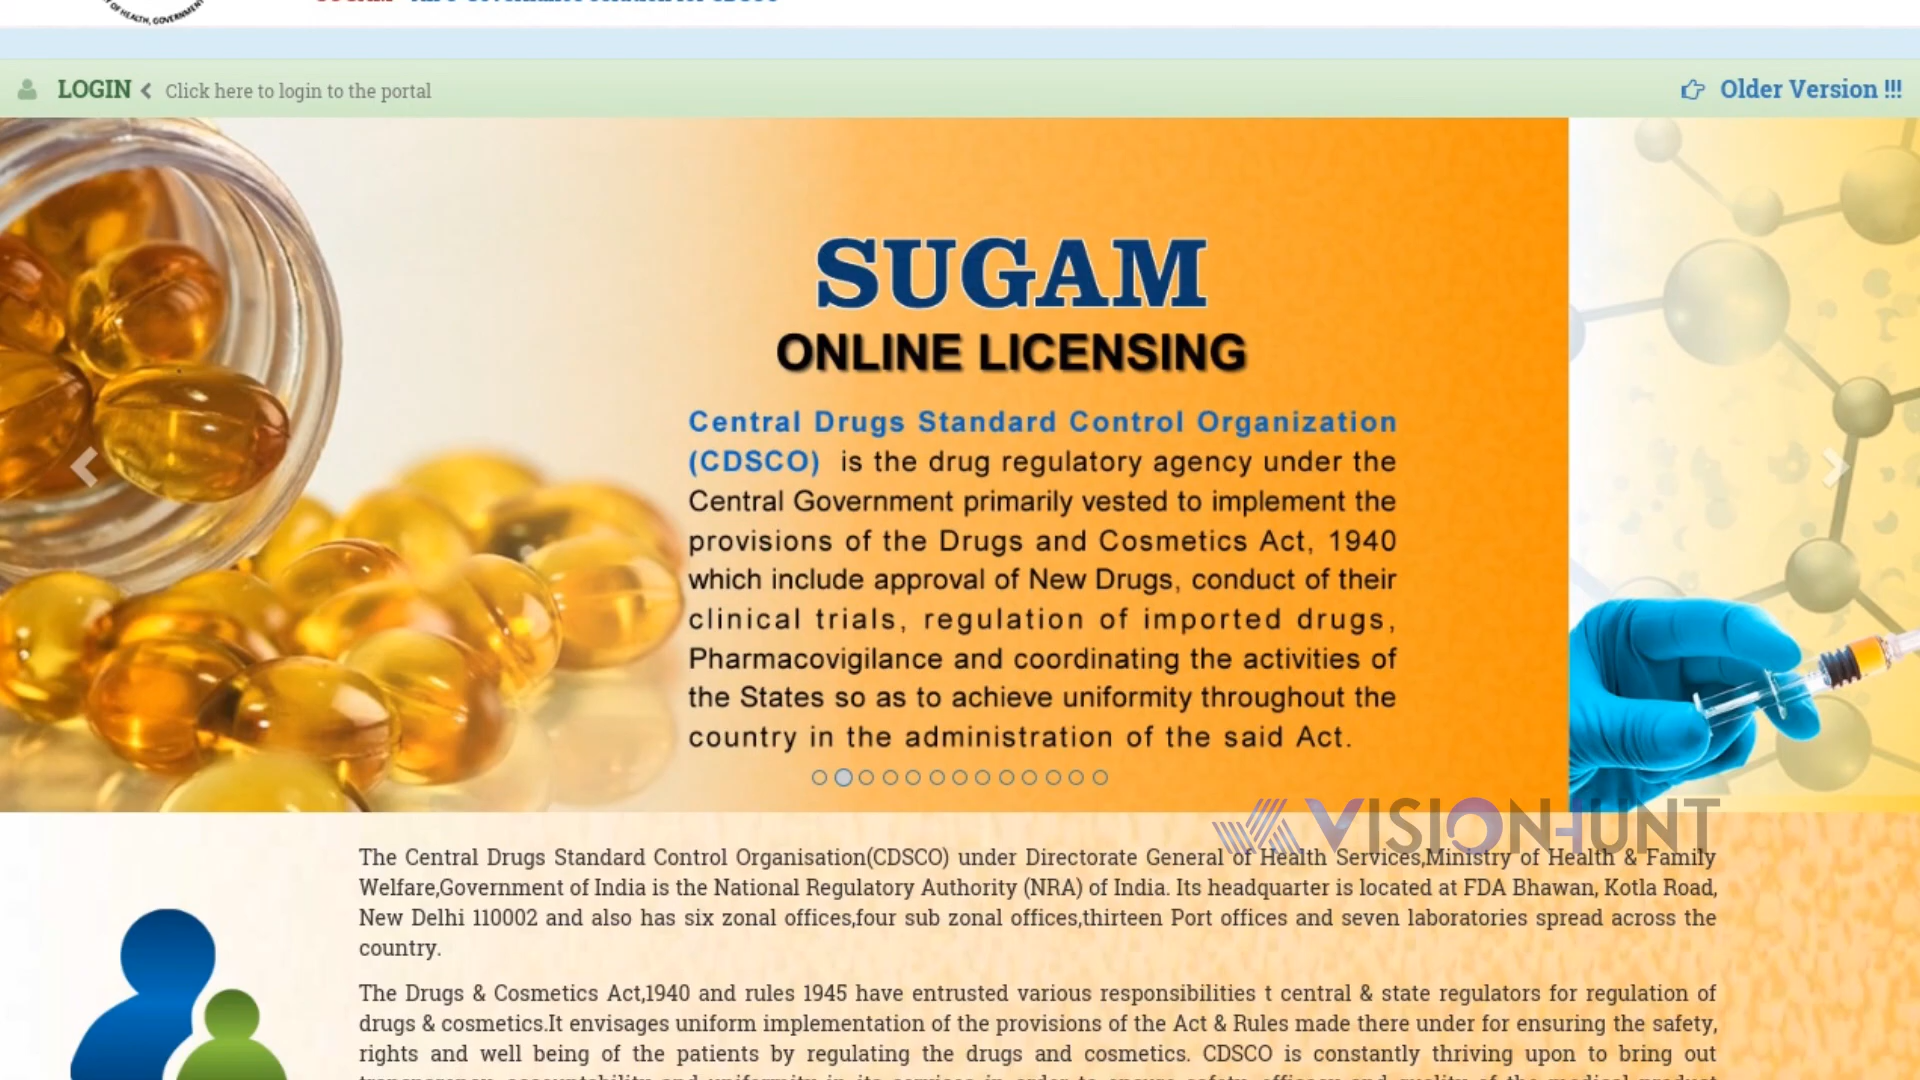 OF HEALTH, GOVERNMENT
LOGIN Click here to login to the portal
Older Version !!!
SUGAM
ONLINE LICENSING
Central Drugs Standard Control Organization
(CDSCO) is the drug regulatory agency under the
Central Government primarily vested to implement the
provisions of the Drugs and Cosmetics Act, 1940
which include approval of New Drugs, conduct of their
clinical trials, regulation of imported drugs,
Pharmacovigilance and coordinating the activities of
the States so as to achieve uniformity throughout the
country in the administration of the said Act.
VISIONHUNT
The Central Drugs Standard Control Organisation(CDSCO) under Directorate General of Health Services,Ministry of Health & Family
Welfare,Government of India is the National Regulatory Authority (NRA) of India. Its headquarter is located at FDA Bhawan, Kotla Road,
New Delhi 110002 and also has six zonal offices,four sub zonal offices,thirteen Port offices and seven laboratories spread across the
country.
The Drugs & Cosmetics Act,1940 and rules 1945 have entrusted various responsibilities t central & state regulators for regulation of
drugs & cosmetics.It envisages uniform implementation of the provisions of the Act & Rules made there under for ensuring the safety,
rights and well being of the patients by regulating the drugs and cosmetics. CDSCO is constantly thriving upon to bring out